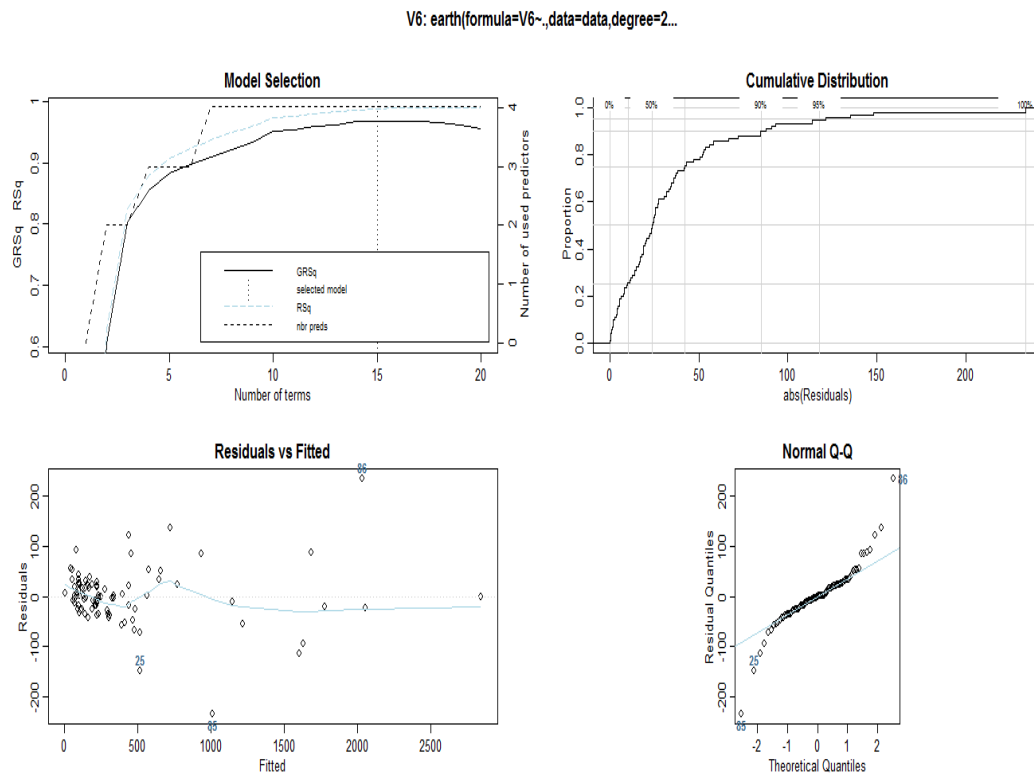 V6: earth(formula=V6~.,data=data,degree=2...
Model Selection
GRSq RSq
0.6 0.7 0.8 0.9 1
0 5 10 15 20
Number of terms
0 1 2 3 4
Number of used predictors
GRSq
selected model
RSq
nbr preds
Cumulative Distribution
0% 50% 90% 95% 100%
Proportion
0.0 0.2 0.4 0.6 0.8 1.0
0 50 100 150 200
abs(Residuals)
Residuals vs Fitted
Residuals
-200 -100 0 100 200
86
25
85
0 500 1000 1500 2000 2500
Fitted
Normal Q-Q
Residual Quantiles
-200 -100 0 100 200
86
25
85
-2 -1 0 1 2
Theoretical Quantiles